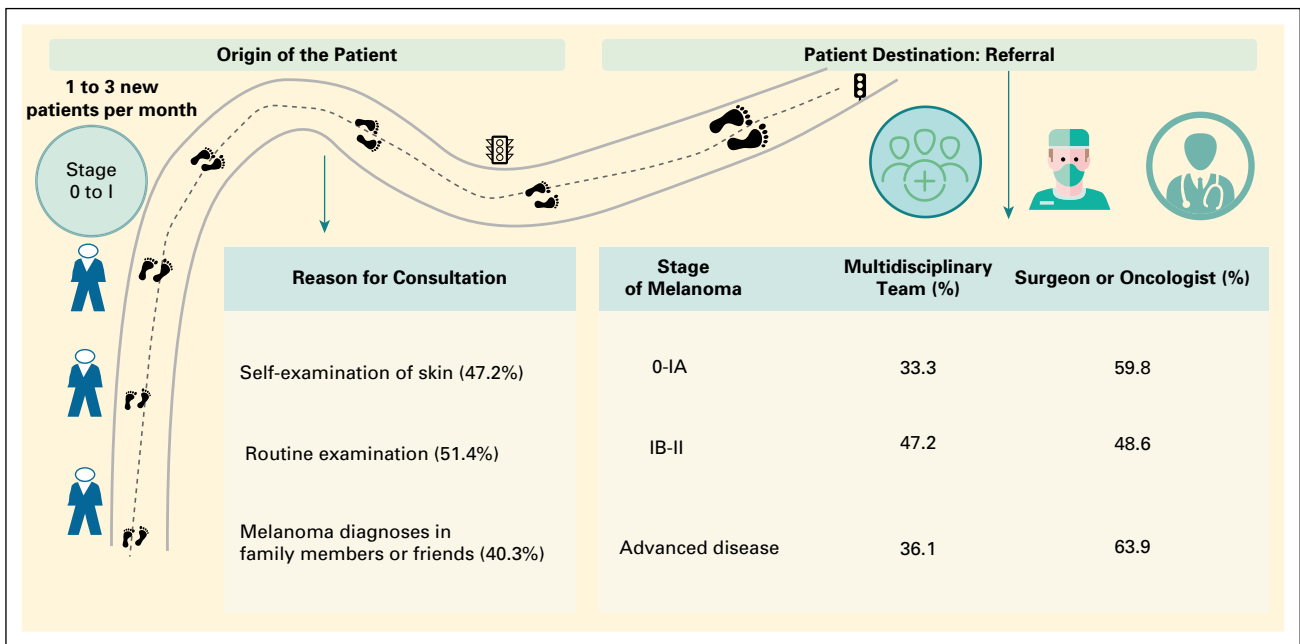 Origin of the Patient
Patient Destination: Referral
1 to 3 new
patients per month
Stage
0 to I
Reason for Consultation
Self-examination of skin (47.2%)
Routine examination (51.4%)
Melanoma diagnoses in
family members or friends (40.3%)
Stage
of Melanoma
Multidisciplinary
Team (%)
Surgeon or Oncologist (%)
0-IA 33.3 59.8
IB-II 47.2 48.6
Advanced disease 36.1 63.9